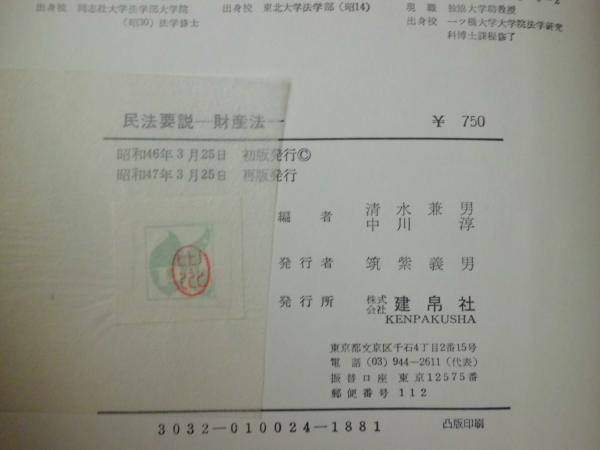 出身校 同志社大学法学部大学院
(昭30) 法学修士
出身校 東北大学法学部 (昭14)
現職 独協大学助教授
出身校 一ツ橋大学大学院法学研究
科博士課程修了
民法要説―財産法―
¥ 750
昭和46年3月25日 初版発行©
昭和47年3月25日 再版発行
編者 清水兼男
中川淳
発行者 筑紫義男
発行所 株式会社 建帛社
KENPAKUSHA
東京都文京区千石4丁目2番15号
電話 (03) 944-2611 (代表)
振替口座 東京12575番
郵便番号 112
3032-010024-1881
凸版印刷